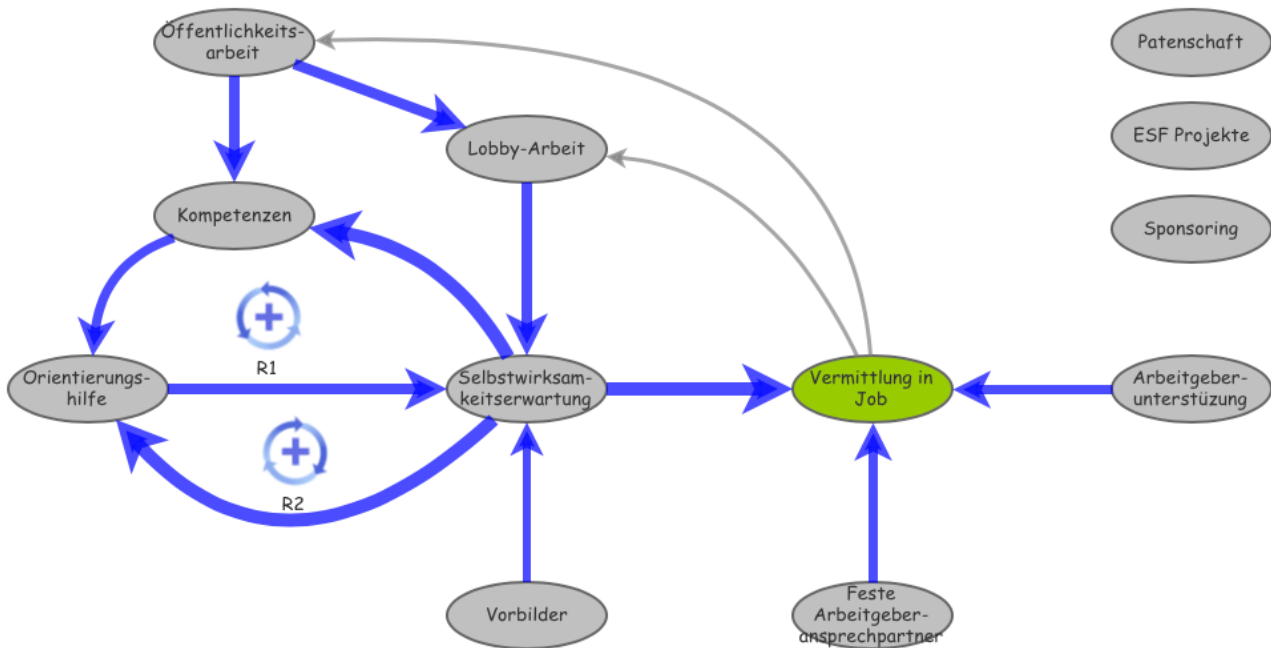 Öffentlichkeits-
arbeit
Patenschaft
Lobby-Arbeit
ESF Projekte
Kompetenzen
Sponsoring
R1
Orientierungs-
hilfe
Selbstwirksam-
keitserwartung
Vermittlung in
Job
Arbeitgeber-
unterstüzung
R2
Vorbilder
Feste
Arbeitgeber-
ansprechpartner